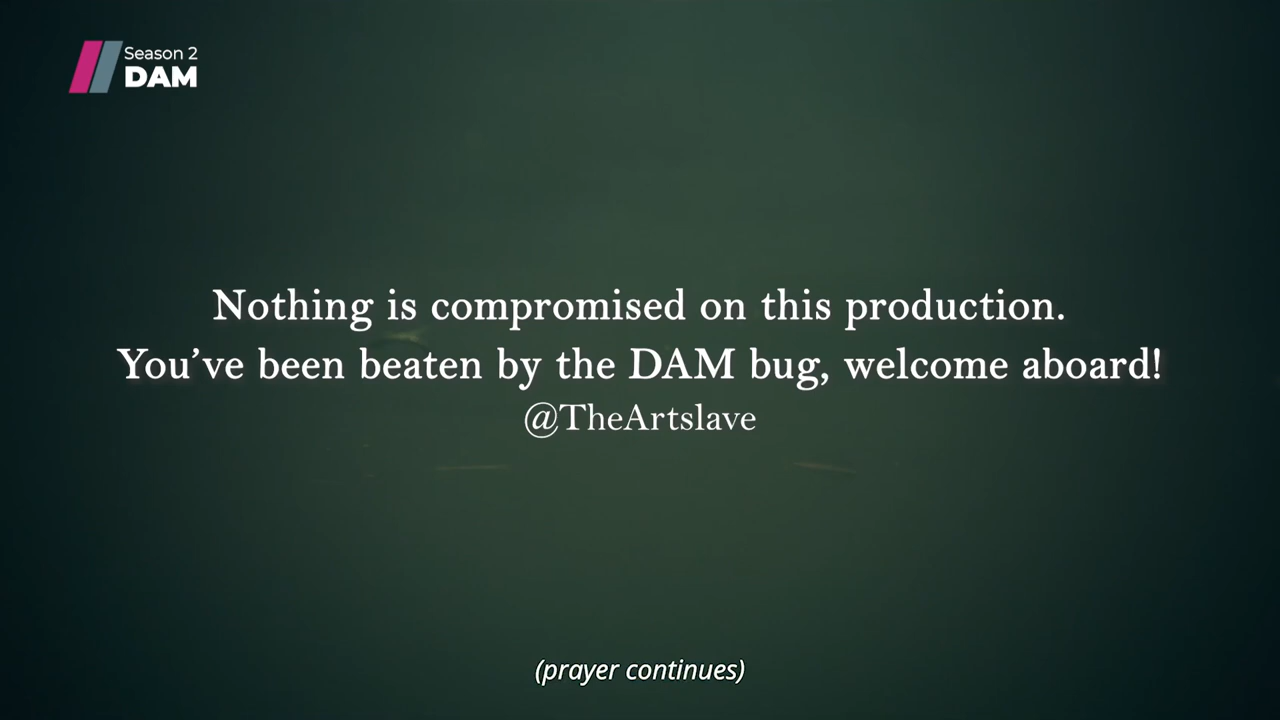 Season 2
DAM
Nothing is compromised on this production.
You’ve been beaten by the DAM bug, welcome aboard!
@TheArtslave
(prayer continues)